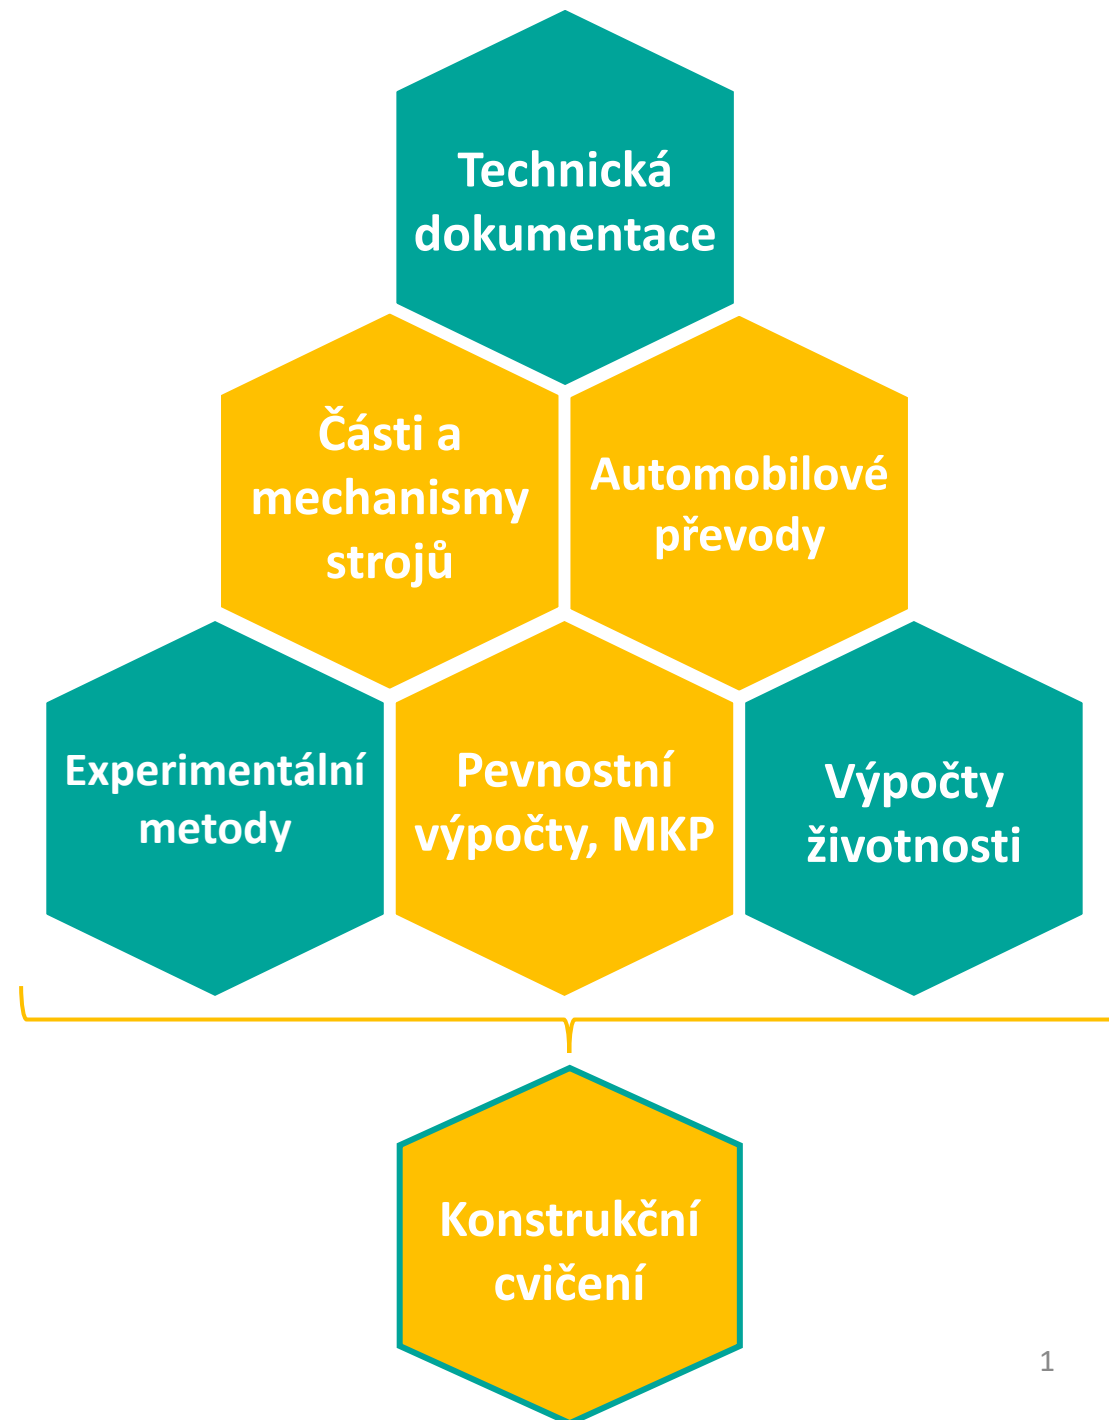 Technická
dokumentace
Části a
mechanismy
strojů
Automobilové
převody
Experimentální
metody
Pevnostní
výpočty, MKP
Výpočty
životnosti
Konstrukční
cvičení
1